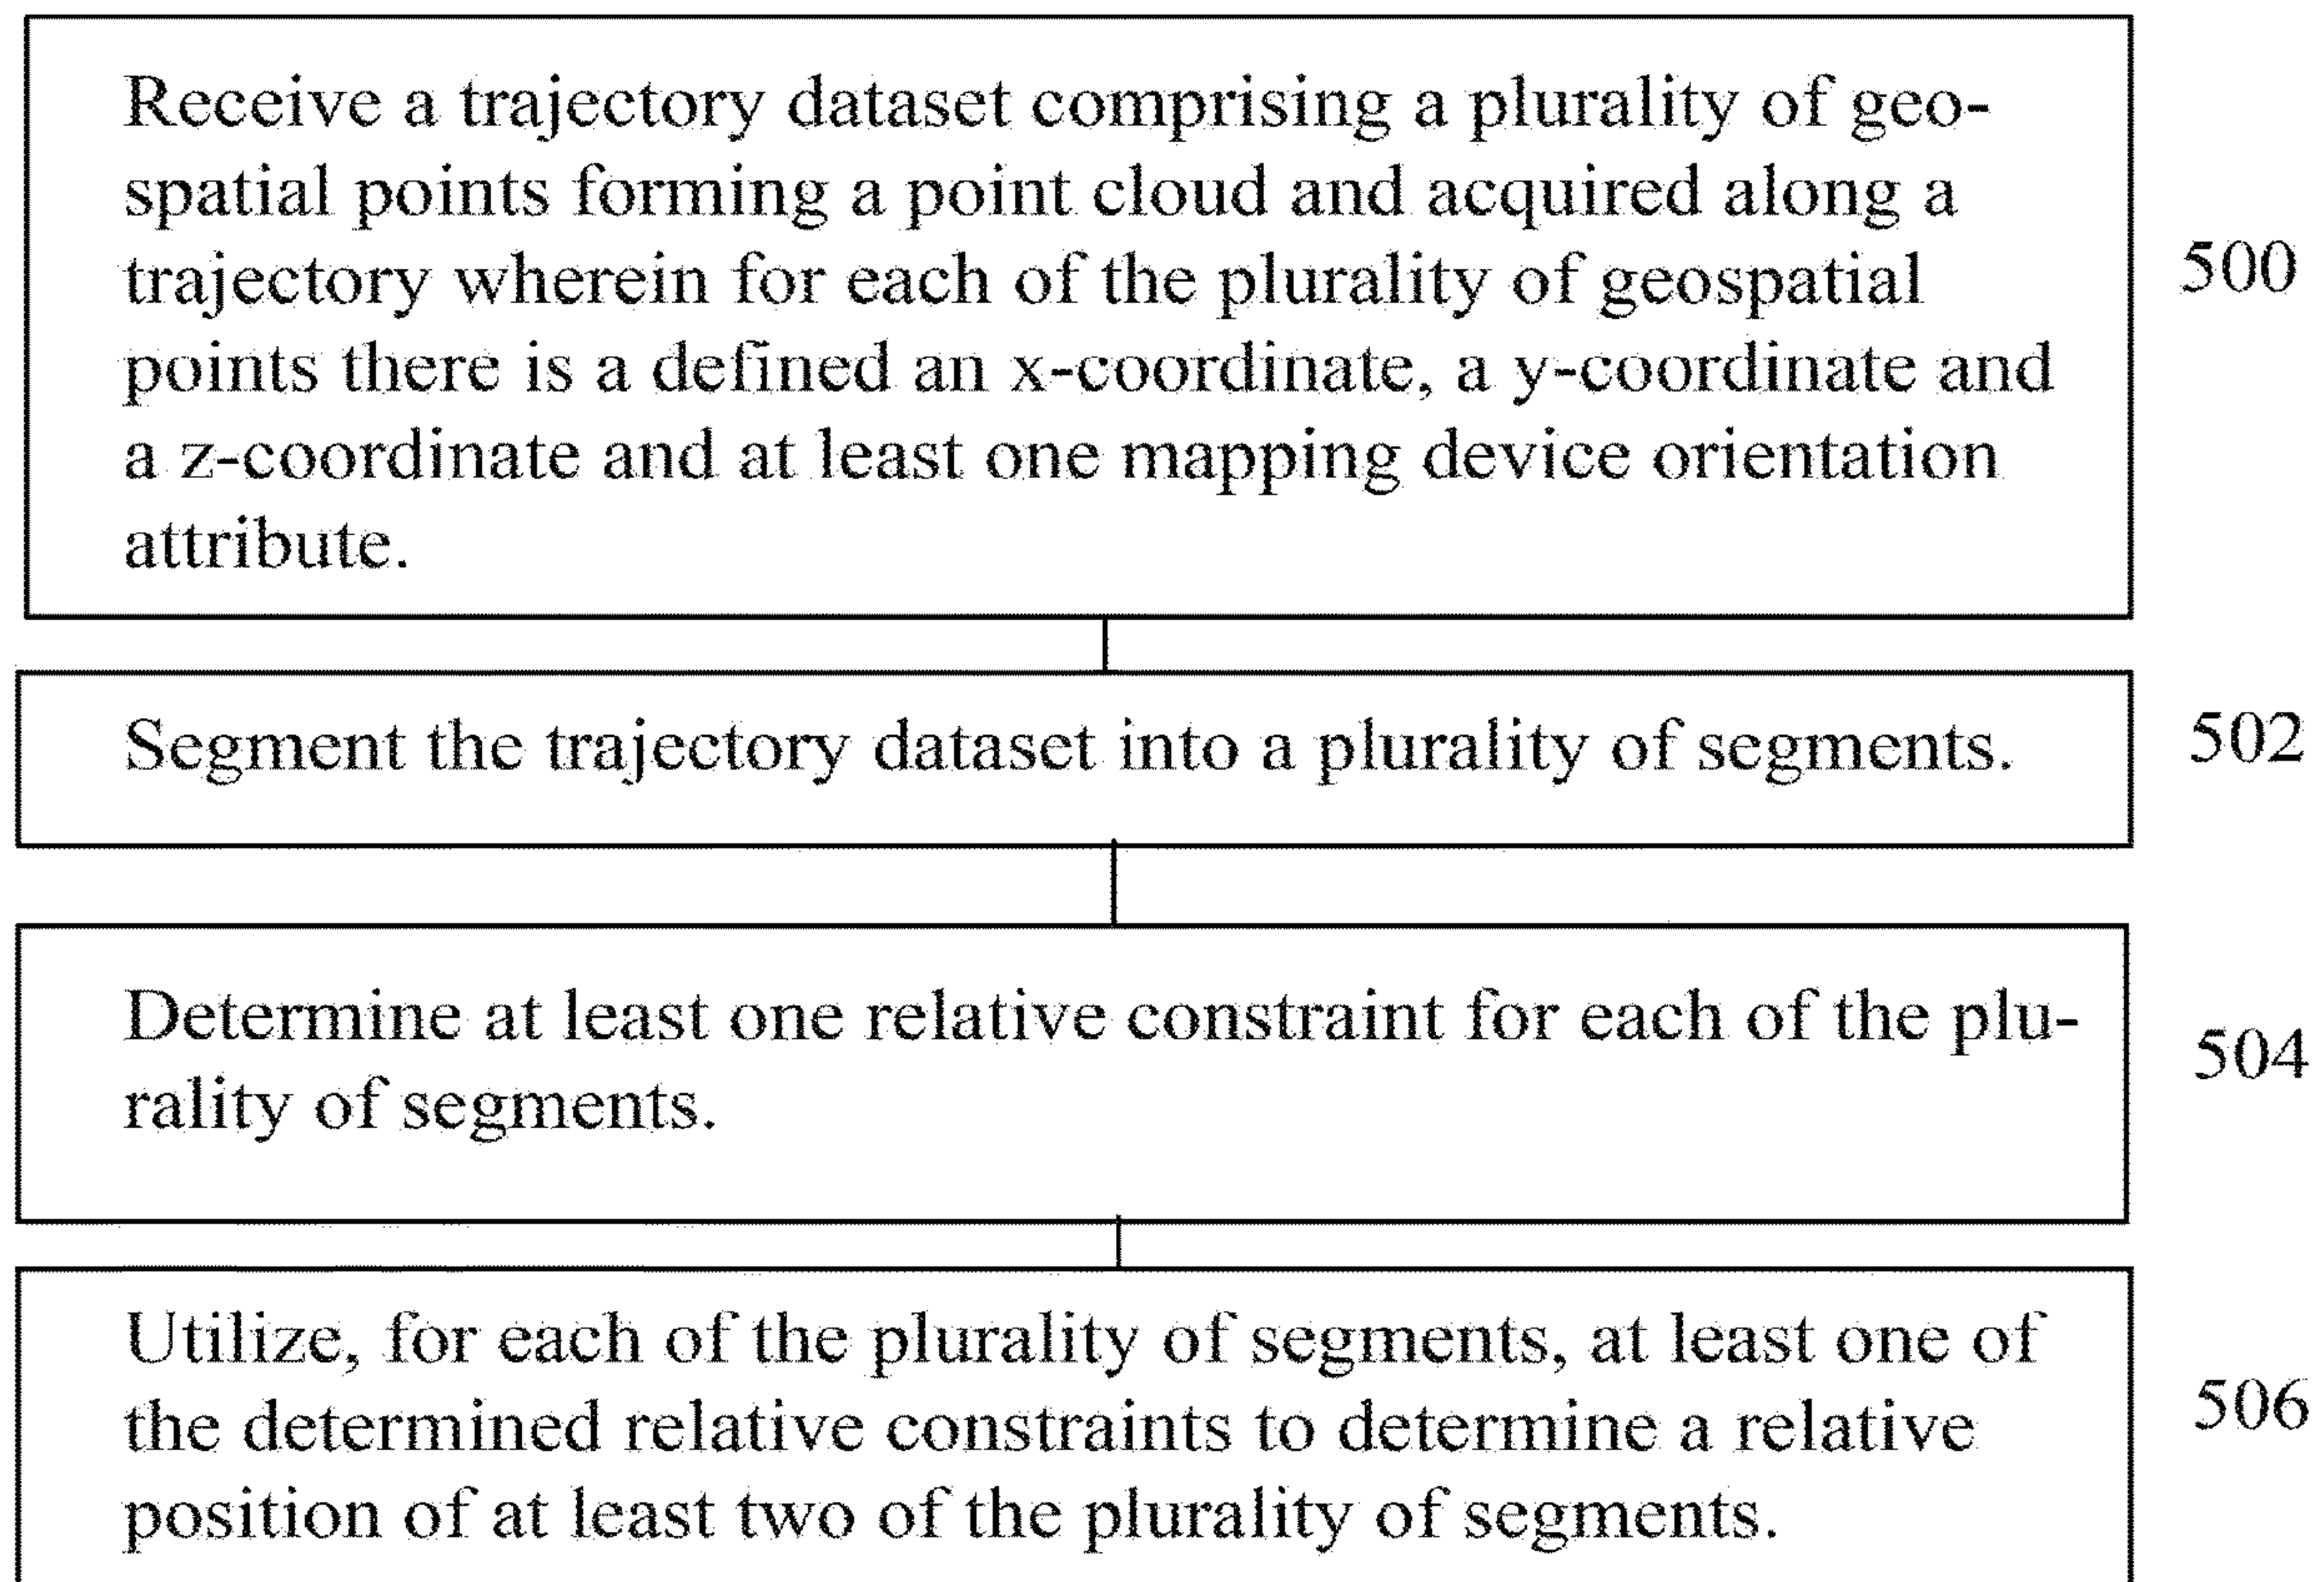 Receive a trajectory dataset comprising a plurality of geo-
spatial points forming a point cloud and acquired along a
trajectory wherein for each of the plurality of geospatial
points there is a defined an x-coordinate, a y-coordinate and
a z-coordinate and at least one mapping device orientation
attribute.
500
Segment the trajectory dataset into a plurality of segments.
502
Determine at least one relative constraint for each of the plu-
rality of segments.
504
Utilize, for each of the plurality of segments, at least one of
the determined relative constraints to determine a relative
position of at least two of the plurality of segments.
506